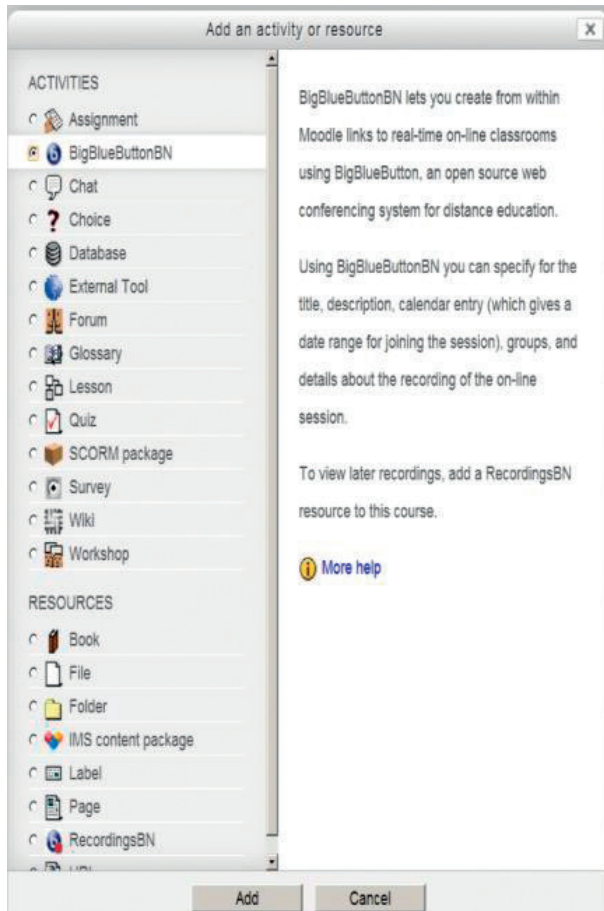 Add an activity or resource
X
ACTIVITIES
Assignment
BigBlueButtonBN
Chat
Choice
Database
External Tool
Forum
Glossary
Lesson
Quiz
SCORM package
Survey
Wiki
Workshop
RESOURCES
Book
File
Folder
IMS content package
Label
Page
RecordingsBN
BigBlueButtonBN lets you create from within
Moodle links to real-time on-line classrooms
using BigBlueButton, an open source web
conferencing system for distance education.
Using BigBlueButtonBN you can specify for the
title, description, calendar entry (which gives a
date range for joining the session), groups, and
details about the recording of the on-line
session.
To view later recordings, add a RecordingsBN
resource to this course.
More help
Add
Cancel